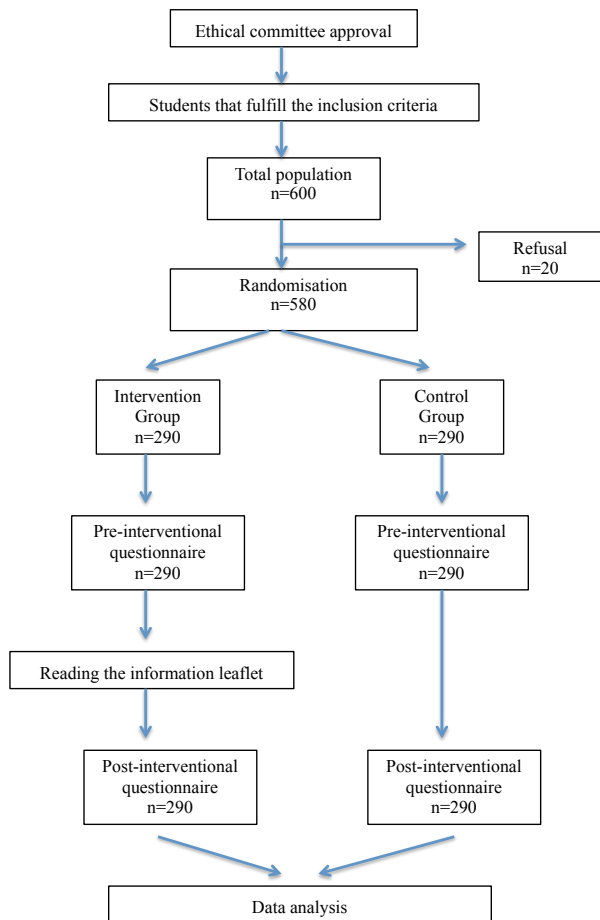 Ethical committee approval
Students that fulfill the inclusion criteria
Total population
n=600
Refusal
n=20
Randomisation
n=580
Intervention
Group
n=290
Control
Group
n=290
Pre-interventional
questionnaire
n=290
Pre-interventional
questionnaire
n=290
Reading the information leaflet
Post-interventional
questionnaire
n=290
Post-interventional
questionnaire
n=290
Data analysis